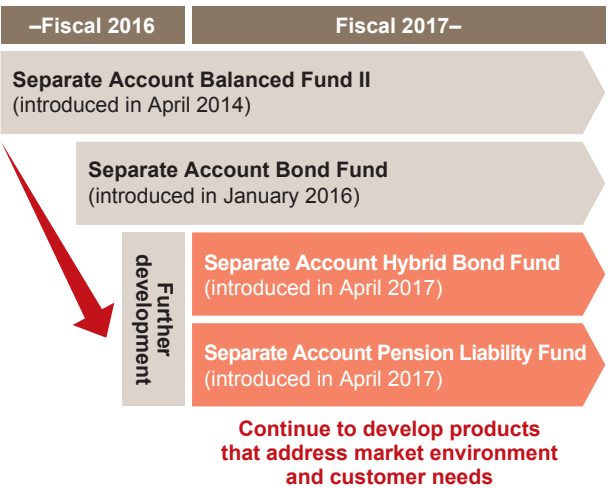 –Fiscal 2016
Fiscal 2017–
Separate Account Balanced Fund II
(introduced in April 2014)
Separate Account Bond Fund
(introduced in January 2016)
Further
development
Separate Account Hybrid Bond Fund
(introduced in April 2017)
Separate Account Pension Liability Fund
(introduced in April 2017)
Continue to develop products
that address market environment
and customer needs